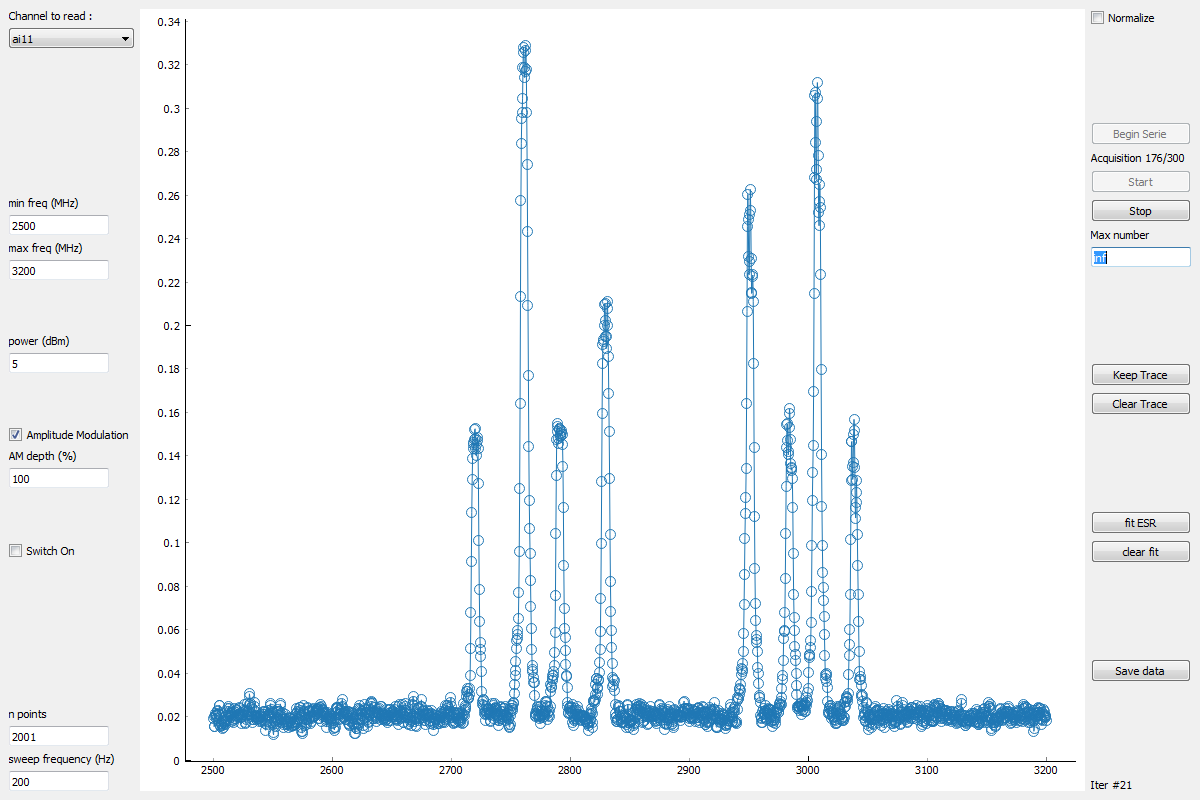 Channel to read :
ai11
min freq (MHz)
2500
max freq (MHz)
3200
power (dBm)
5
Amplitude Modulation
AM depth (%)
100
Switch On
n points
2001
sweep frequency (Hz)
200
0.34
0.32
0.3
0.28
0.26
0.24
0.22
0.2
0.18
0.16
0.14
0.12
0.1
0.08
0.06
0.04
0.02
0
2500 2600 2700 2800 2900 3000 3100 3200
Normalize
Begin Serie
Acquisition 176/300
Start
Stop
Max number
inf
Keep Trace
Clear Trace
fit ESR
clear fit
Save data
Iter #21